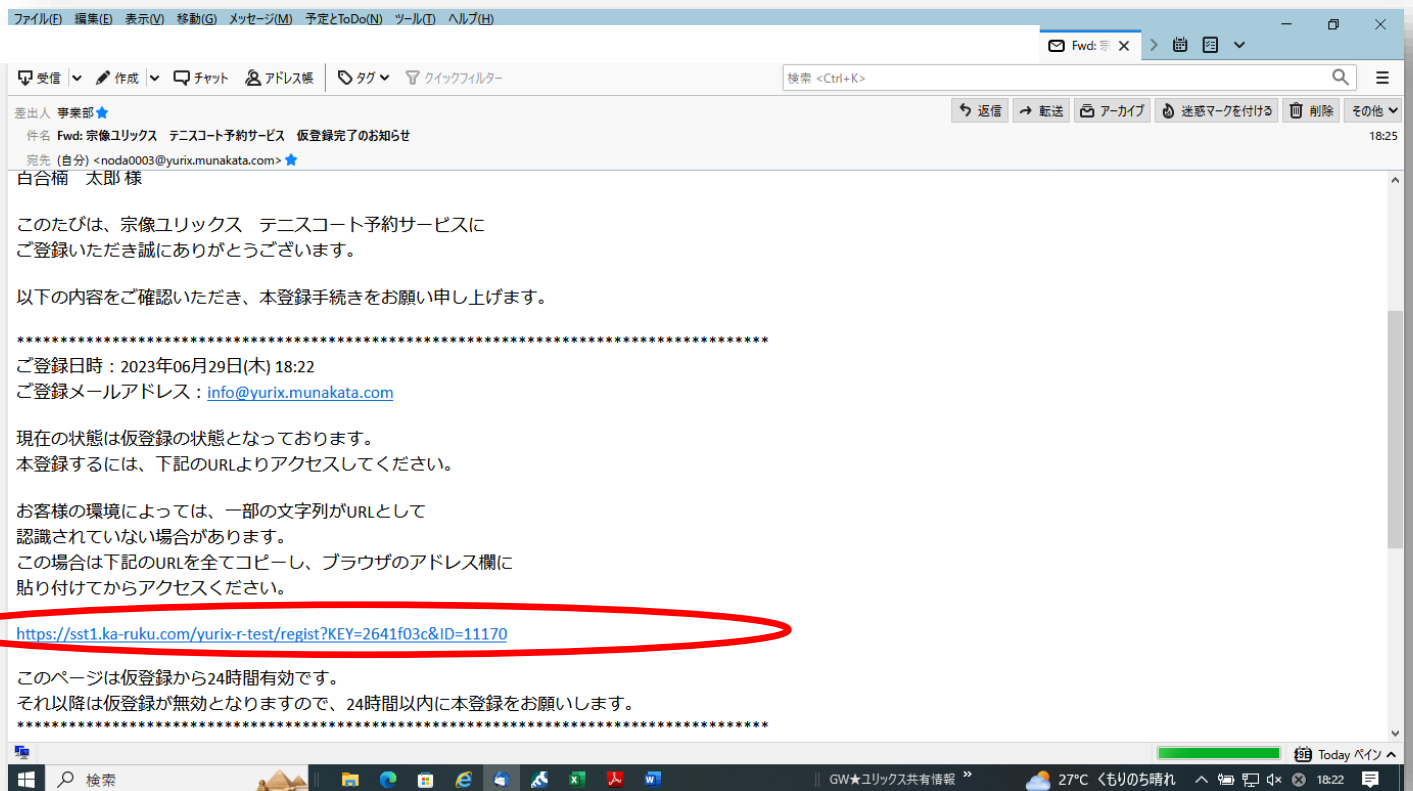 ファイル(F) 編集(E) 表示(V) 移動(G) メッセージ(M) 予定とToDo(N) ツール(T) ヘルプ(H)
Fwd: 宗
受信 作成 チャット アドレス帳 タグ クイックフィルター 検索 <Ctrl+K>
差出人 事業部 返信 転送 アーカイブ 迷惑マークを付ける 削除 その他
件名 Fwd: 宗像ユリックス テニスコート予約サービス 仮登録完了のお知らせ 18:25
宛先 (自分) <noda0003@yurix.munakata.com>
百合楠 太郎 様
このたびは、宗像ユリックス テニスコート予約サービスに
ご登録いただき誠にありがとうございます。
以下の内容をご確認いただき、本登録手続きをお願い申し上げます。
****************************************************************************************
ご登録日時：2023年06月29日(木) 18:22
ご登録メールアドレス：info@yurix.munakata.com
現在の状態は仮登録の状態となっております。
本登録するには、下記のURLよりアクセスしてください。
お客様の環境によっては、一部の文字列がURLとして
認識されていない場合があります。
この場合は下記のURLを全てコピーし、ブラウザのアドレス欄に
貼り付けてからアクセスください。
https://sst1.ka-ruku.com/yurix-r-test/regist?KEY=2641f03c&ID=11170
このページは仮登録から24時間有効です。
それ以降は仮登録が無効となりますので、24時間以内に本登録をお願いします。
****************************************************************************************
Today ペイン
検索 GW★ユリックス共有情報 » 27°C くもりのち晴れ 18:22